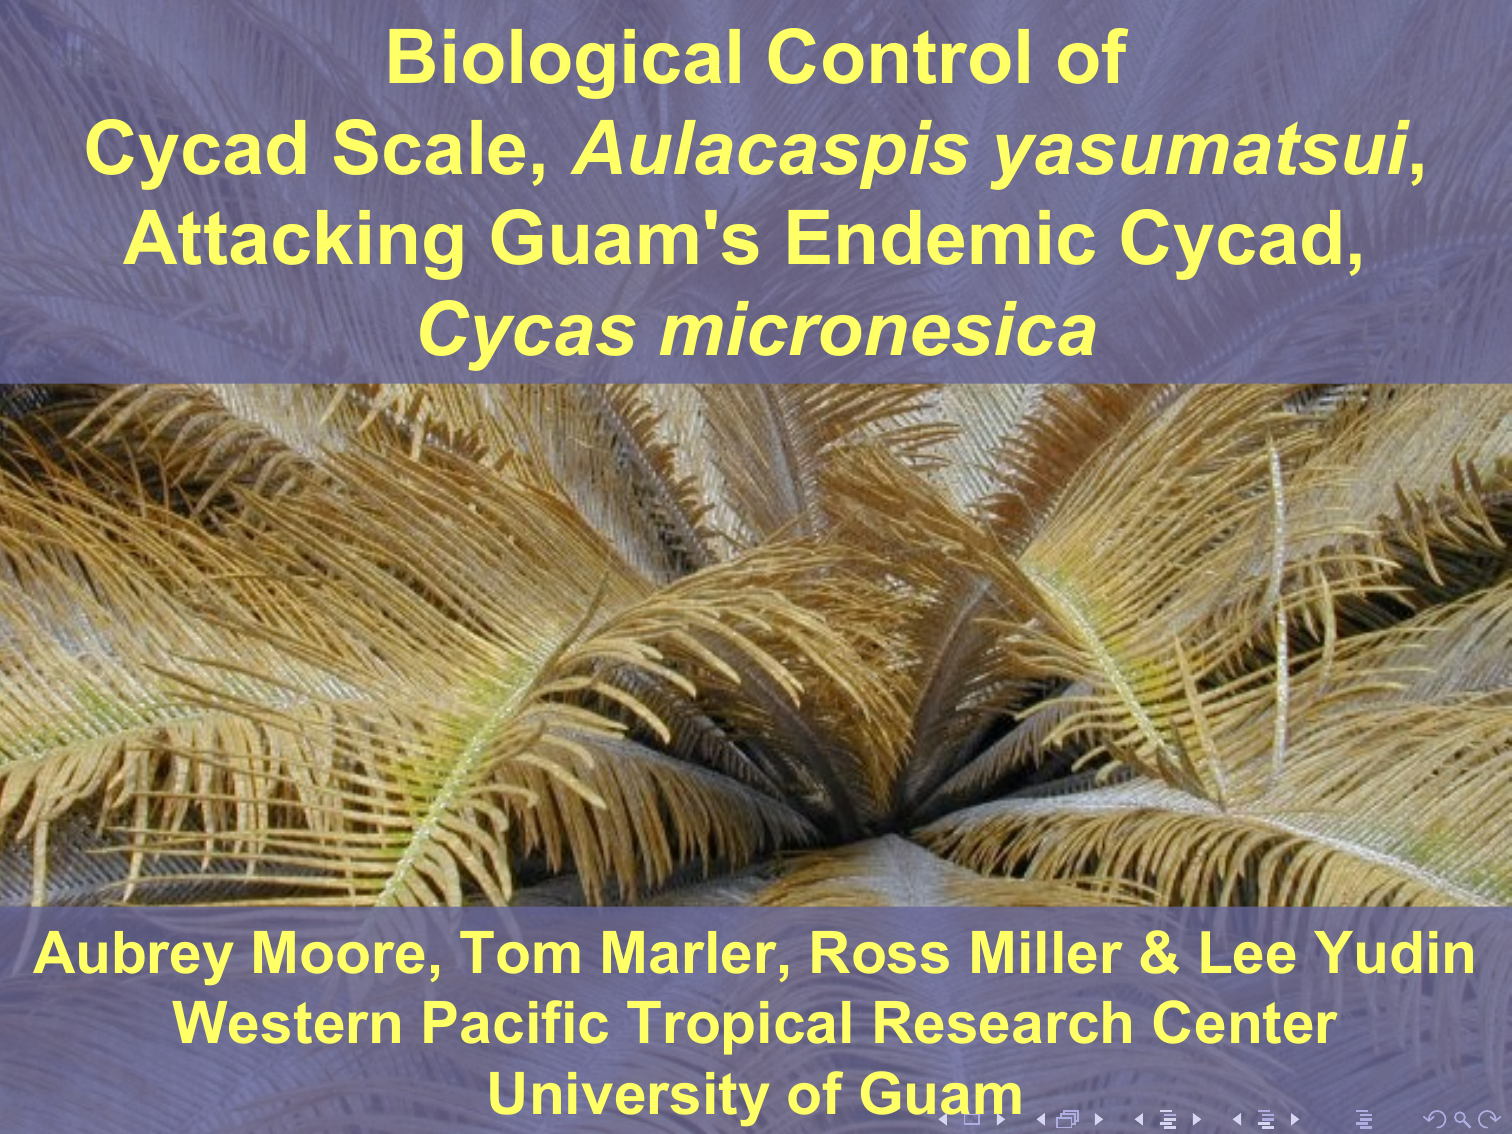 Biological Control of
Cycad Scale, Aulacaspis yasumatsui,
Attacking Guam's Endemic Cycad,
Cycas micronesica
Aubrey Moore, Tom Marler, Ross Miller & Lee Yudin
Western Pacific Tropical Research Center
University of Guam